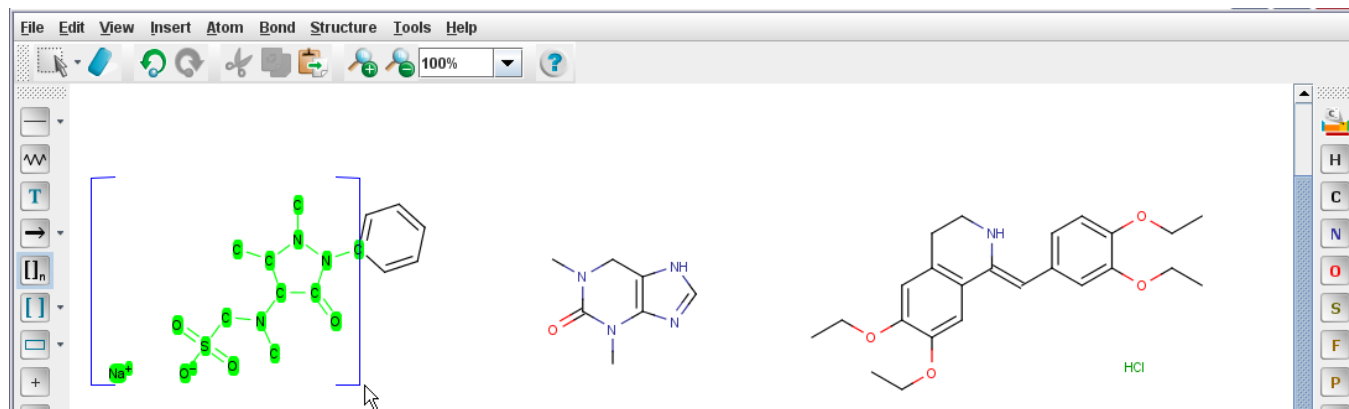 File Edit View Insert Atom Bond Structure Tools Help
100% ?
T
[]n
[ ]
+
C
H
C
N
O
S
F
P
C
C N
C N C
C C
C N O
O C
S C
O
Na+ O-
NH
N
O N N
NH
O
O
O
O
HCl